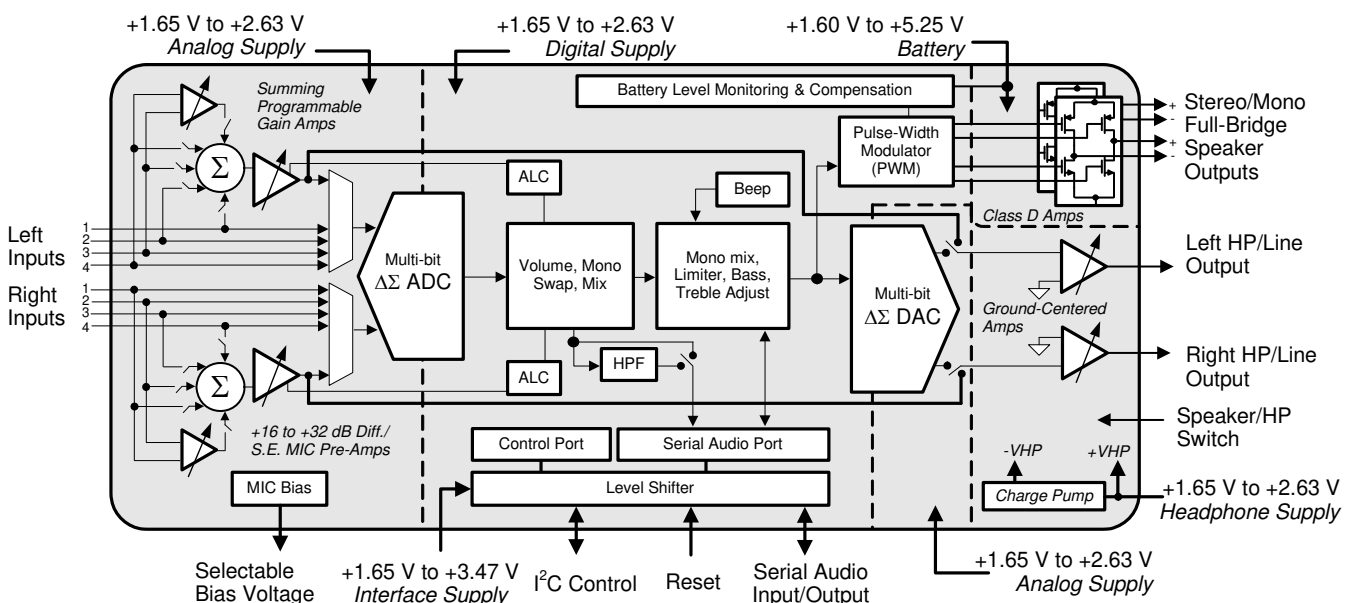 +1.65 V to +2.63 V
Analog Supply
+1.65 V to +2.63 V
Digital Supply
+1.60 V to +5.25 V
Battery
Summing
Programmable
Gain Amps
Battery Level Monitoring & Compensation
Pulse-Width
Modulator
(PWM)
+
-
+
-
Stereo/Mono
Full-Bridge
Speaker
Outputs
Class D Amps
Σ
ALC
Beep
Left
Inputs
1
2
3
4
Multi-bit
ΔΣ ADC
Volume, Mono
Swap, Mix
Mono mix,
Limiter, Bass,
Treble Adjust
Multi-bit
ΔΣ DAC
Left HP/Line
Output
Right
Inputs
1
2
3
4
Ground-Centered
Amps
Σ
ALC
HPF
Right HP/Line
Output
+16 to +32 dB Diff./
S.E. MIC Pre-Amps
Control Port
Serial Audio Port
Speaker/HP
Switch
MIC Bias
Level Shifter
-VHP
+VHP
Charge Pump
+1.65 V to +2.63 V
Headphone Supply
Selectable
Bias Voltage
+1.65 V to +3.47 V
Interface Supply
I²C Control
Reset
Serial Audio
Input/Output
+1.65 V to +2.63 V
Analog Supply